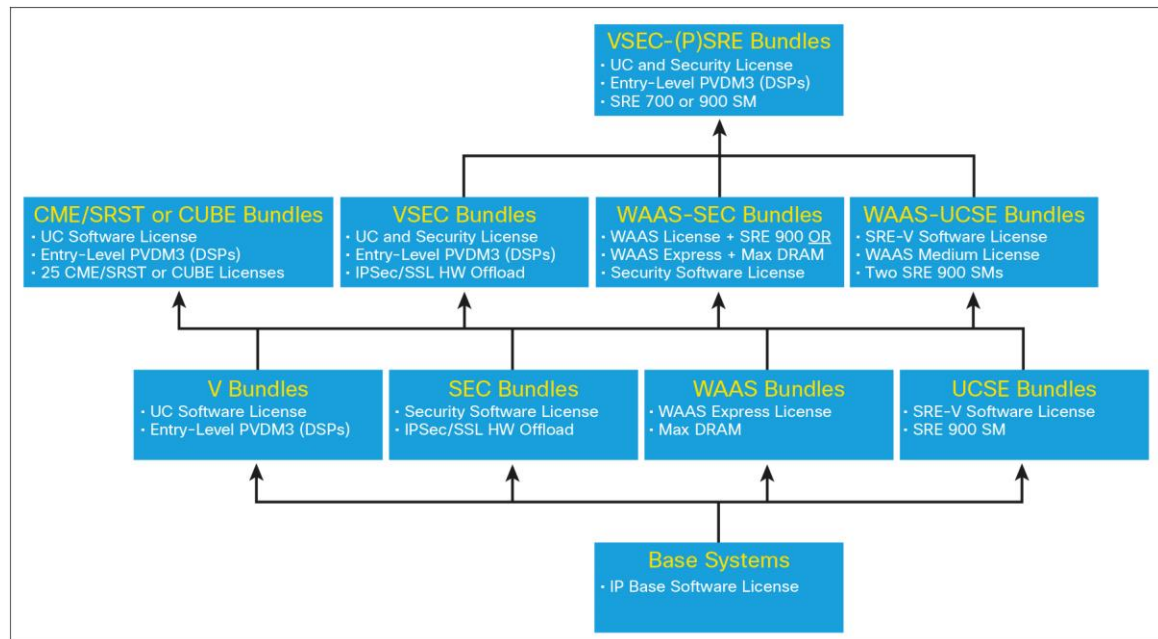 VSEC-(P)SRE Bundles
• UC and Security License
• Entry-Level PVDM3 (DSPs)
• SRE 700 or 900 SM
CME/SRST or CUBE Bundles
• UC Software License
• Entry-Level PVDM3 (DSPs)
• 25 CME/SRST or CUBE Licenses
VSEC Bundles
• UC and Security License
• Entry-Level PVDM3 (DSPs)
• IPSec/SSL HW Offload
WAAS-SEC Bundles
• WAAS License + SRE 900 OR
• WAAS Express + Max DRAM
• Security Software License
WAAS-UCSE Bundles
• SRE-V Software License
• WAAS Medium License
• Two SRE 900 SMs
V Bundles
• UC Software License
• Entry-Level PVDM3 (DSPs)
SEC Bundles
• Security Software License
• IPSec/SSL HW Offload
WAAS Bundles
• WAAS Express License
• Max DRAM
UCSE Bundles
• SRE-V Software License
• SRE 900 SM
Base Systems
• IP Base Software License